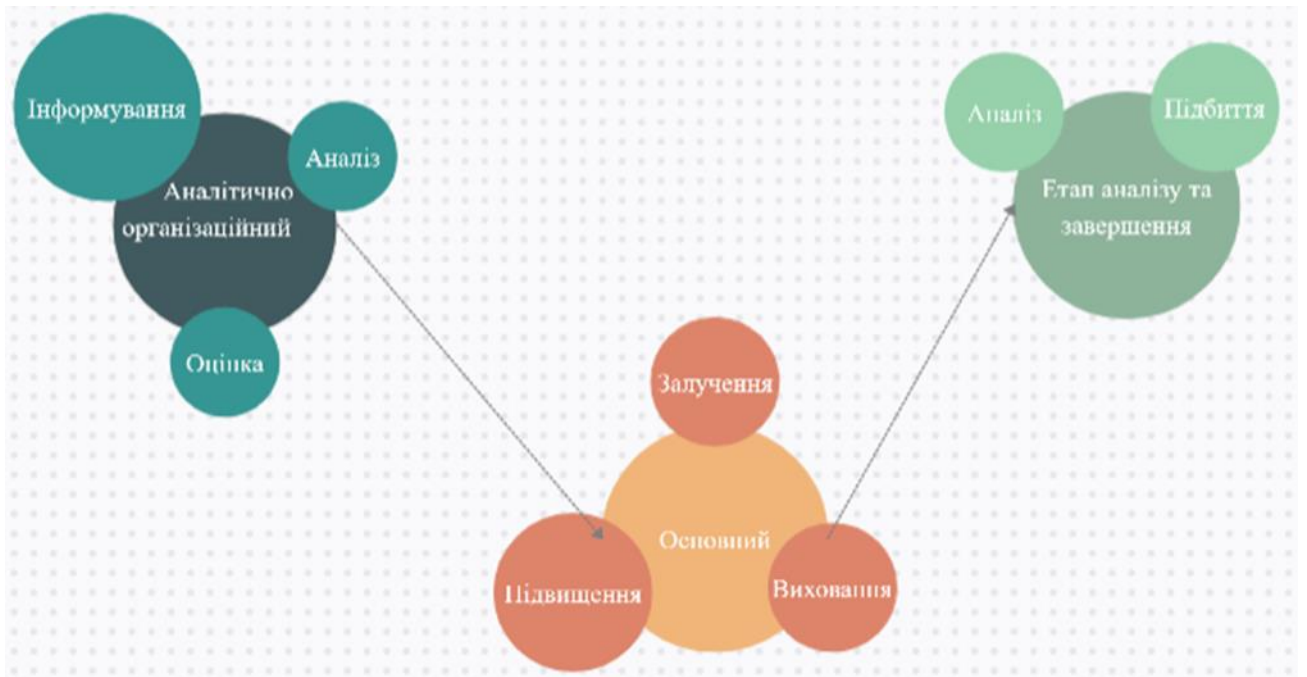 Інформування
Аналіз
Аналітично
організаційний
Оцінка
Залучення
Основний
Підвищення
Виховання
Аналіз
Підбиття
Етап аналізу та
завершення